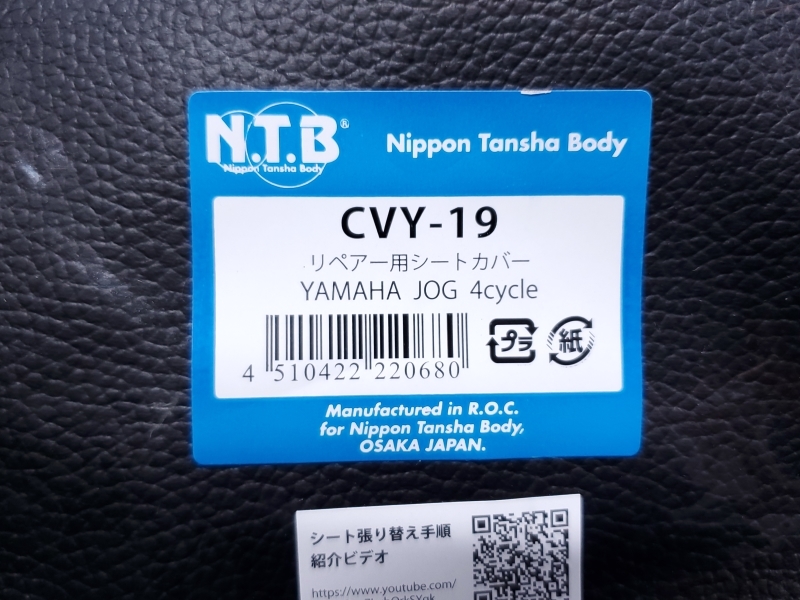 N.T.B®
Nippon Tansha Body
Nippon Tansha Body
CVY-19
リペアー用シートカバー
YAMAHA JOG 4cycle
4 510422 220680
プラ
紙
Manufactured in R.O.C.
for Nippon Tansha Body,
OSAKA JAPAN.
シート張り替え手順
紹介ビデオ
https://www.youtube.com/